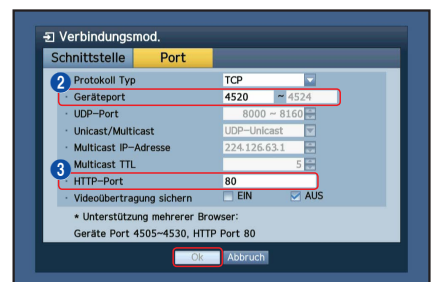 Verbindungsmod.
Schnittstelle Port
2 Protokoll Typ TCP
Geräteport 4520 ~ 4524
UDP-Port 8000 ~ 8160
Unicast/Multicast UDP-Unicast
Multicast IP-Adresse 224.126.63.1
Multicast TTL 5
3 HTTP-Port 80
Videoübertragung sichern EIN AUS
* Unterstützung mehrerer Browser:
Geräte Port 4505~4530, HTTP Port 80
Ok Abbruch